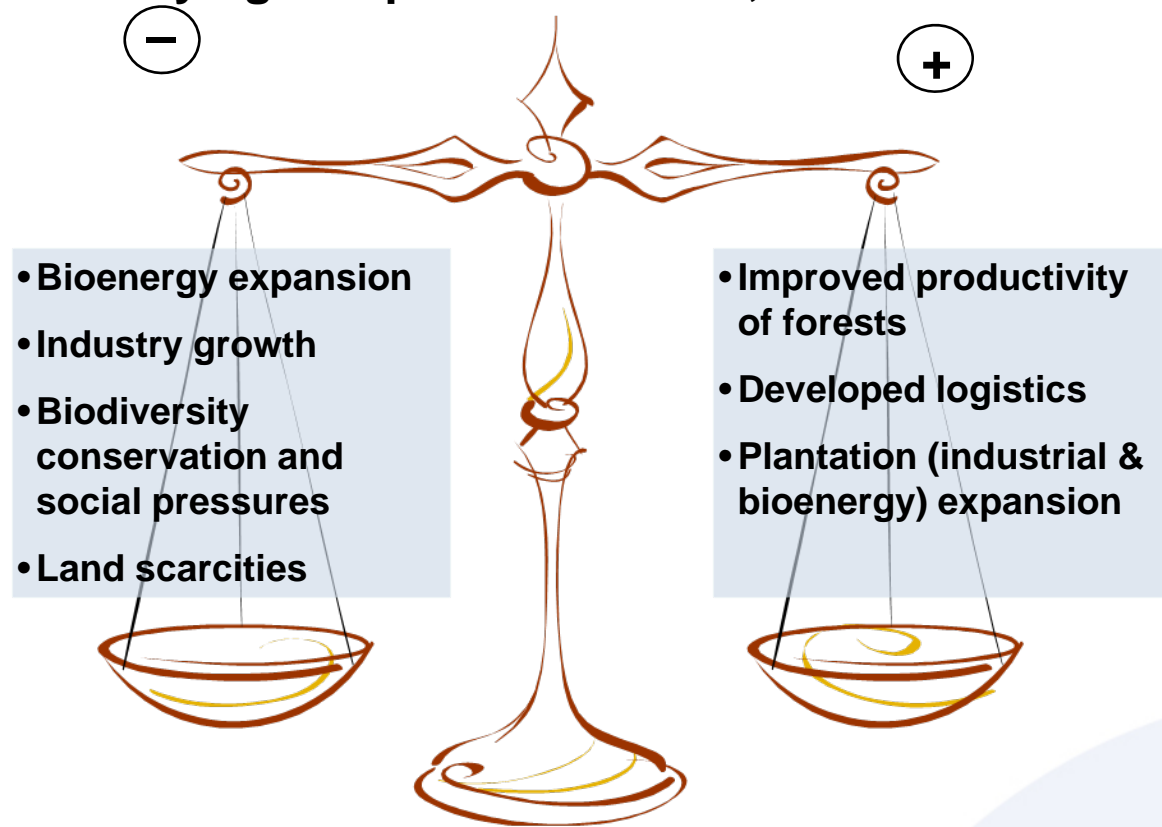 −
+
•Bioenergy expansion
•Industry growth
•Biodiversity
conservation and
social pressures
•Land scarcities
•Improved productivity
of forests
•Developed logistics
•Plantation (industrial &
bioenergy) expansion